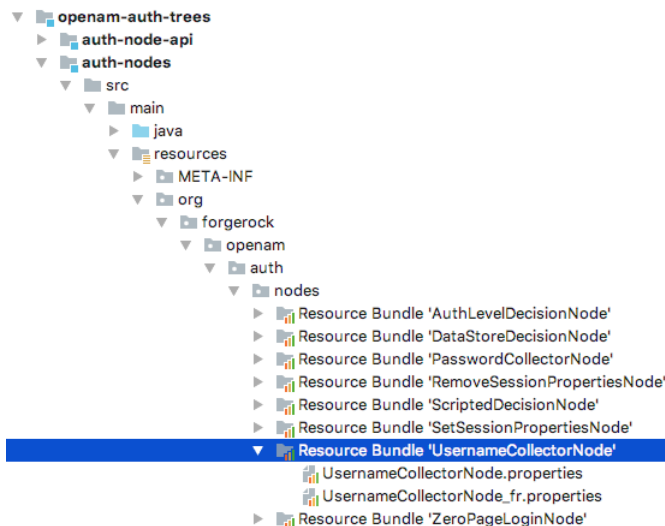 openam-auth-trees
auth-node-api
auth-nodes
src
main
java
resources
META-INF
org
forgerock
openam
auth
nodes
Resource Bundle 'AuthLevelDecisionNode'
Resource Bundle 'DataStoreDecisionNode'
Resource Bundle 'PasswordCollectorNode'
Resource Bundle 'RemoveSessionPropertiesNode'
Resource Bundle 'ScriptedDecisionNode'
Resource Bundle 'SetSessionPropertiesNode'
Resource Bundle 'UsernameCollectorNode'
UsernameCollectorNode.properties
UsernameCollectorNode_fr.properties
Resource Bundle 'ZeroPageLoginNode'